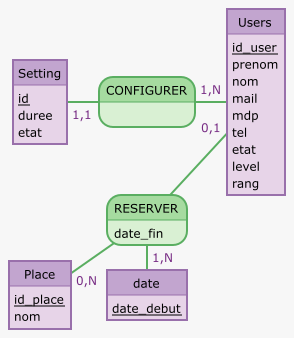 Users
id_user
prenom
nom
mail
mdp
tel
etat
level
rang
Setting
id
duree
etat
CONFIGURER
1,1
1,N
0,1
RESERVER
date_fin
0,N
1,N
Place
id_place
nom
date
date_debut